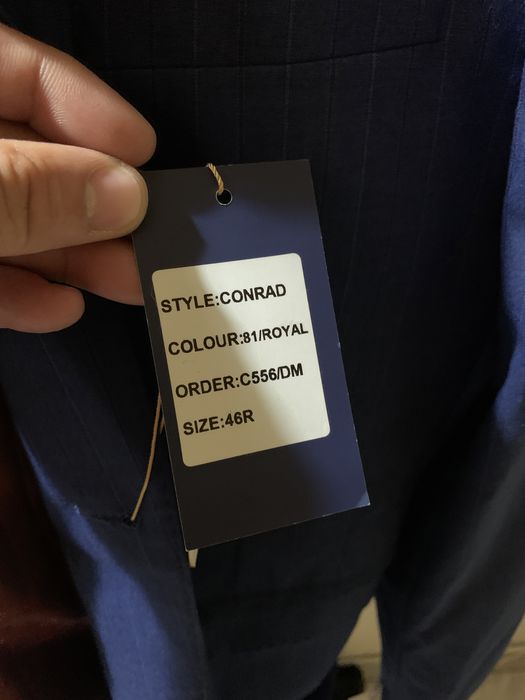 STYLE:CONRAD
COLOUR:81/ROYAL
ORDER:C556/DM
SIZE:46R